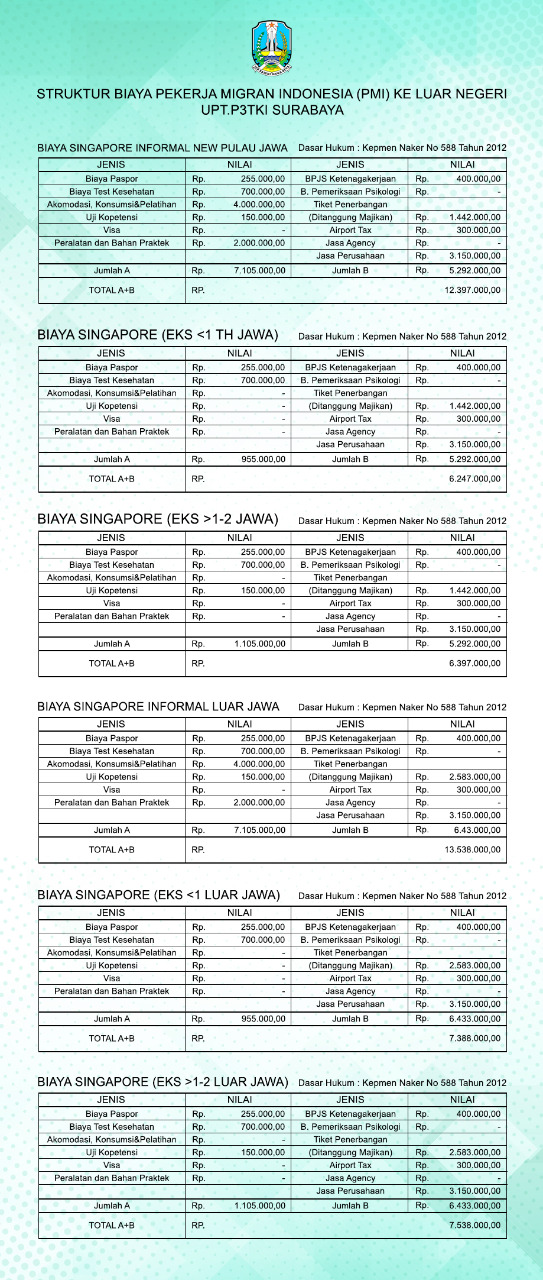 STRUKTUR BIAYA PEKERJA MIGRAN INDONESIA (PMI) KE LUAR NEGERI
UPT.P3TKI SURABAYA
BIAYA SINGAPORE INFORMAL NEW PULAU JAWA Dasar Hukum : Kepmen Naker No 588 Tahun 2012
JENIS NILAI JENIS NILAI
Biaya Paspor Rp. 255.000,00 BPJS Ketenagakerjaan Rp. 400.000,00
Biaya Test Kesehatan Rp. 700.000,00 B. Pemeriksaan Psikologi Rp. -
Akomodasi, Konsumsi&Pelatihan Rp. 4.000.000,00 Tiket Penerbangan
Uji Kopetensi Rp. 150.000,00 (Ditanggung Majikan) Rp. 1.442.000,00
Visa Rp. - Airport Tax Rp. 300.000,00
Peralatan dan Bahan Praktek Rp. 2.000.000,00 Jasa Agency Rp. -
Jasa Perusahaan Rp. 3.150.000,00
Jumlah A Rp. 7.105.000,00 Jumlah B Rp. 5.292.000,00
TOTAL A+B RP. 12.397.000,00
BIAYA SINGAPORE (EKS <1 TH JAWA) Dasar Hukum : Kepmen Naker No 588 Tahun 2012
JENIS NILAI JENIS NILAI
Biaya Paspor Rp. 255.000,00 BPJS Ketenagakerjaan Rp. 400.000,00
Biaya Test Kesehatan Rp. 700.000,00 B. Pemeriksaan Psikologi Rp. -
Akomodasi, Konsumsi&Pelatihan Rp. - Tiket Penerbangan
Uji Kopetensi Rp. - (Ditanggung Majikan) Rp. 1.442.000,00
Visa Rp. - Airport Tax Rp. 300.000,00
Peralatan dan Bahan Praktek Rp. - Jasa Agency Rp. -
Jasa Perusahaan Rp. 3.150.000,00
Jumlah A Rp. 955.000,00 Jumlah B Rp. 5.292.000,00
TOTAL A+B RP. 6.247.000,00
BIAYA SINGAPORE (EKS >1-2 JAWA) Dasar Hukum : Kepmen Naker No 588 Tahun 2012
JENIS NILAI JENIS NILAI
Biaya Paspor Rp. 255.000,00 BPJS Ketenagakerjaan Rp. 400.000,00
Biaya Test Kesehatan Rp. 700.000,00 B. Pemeriksaan Psikologi Rp. -
Akomodasi, Konsumsi&Pelatihan Rp. - Tiket Penerbangan
Uji Kopetensi Rp. 150.000,00 (Ditanggung Majikan) Rp. 1.442.000,00
Visa Rp. - Airport Tax Rp. 300.000,00
Peralatan dan Bahan Praktek Rp. - Jasa Agency Rp. -
Jasa Perusahaan Rp. 3.150.000,00
Jumlah A Rp. 1.105.000,00 Jumlah B Rp. 5.292.000,00
TOTAL A+B RP. 6.397.000,00
BIAYA SINGAPORE INFORMAL LUAR JAWA Dasar Hukum : Kepmen Naker No 588 Tahun 2012
JENIS NILAI JENIS NILAI
Biaya Paspor Rp. 255.000,00 BPJS Ketenagakerjaan Rp. 400.000,00
Biaya Test Kesehatan Rp. 700.000,00 B. Pemeriksaan Psikologi Rp. -
Akomodasi, Konsumsi&Pelatihan Rp. 4.000.000,00 Tiket Penerbangan
Uji Kopetensi Rp. 150.000,00 (Ditanggung Majikan) Rp. 2.583.000,00
Visa Rp. - Airport Tax Rp. 300.000,00
Peralatan dan Bahan Praktek Rp. 2.000.000,00 Jasa Agency Rp. -
Jasa Perusahaan Rp. 3.150.000,00
Jumlah A Rp. 7.105.000,00 Jumlah B Rp. 6.43.000,00
TOTAL A+B RP. 13.538.000,00
BIAYA SINGAPORE (EKS <1 LUAR JAWA) Dasar Hukum : Kepmen Naker No 588 Tahun 2012
JENIS NILAI JENIS NILAI
Biaya Paspor Rp. 255.000,00 BPJS Ketenagakerjaan Rp. 400.000,00
Biaya Test Kesehatan Rp. 700.000,00 B. Pemeriksaan Psikologi Rp. -
Akomodasi, Konsumsi&Pelatihan Rp. - Tiket Penerbangan
Uji Kopetensi Rp. - (Ditanggung Majikan) Rp. 2.583.000,00
Visa Rp. - Airport Tax Rp. 300.000,00
Peralatan dan Bahan Praktek Rp. - Jasa Agency Rp. -
Jasa Perusahaan Rp. 3.150.000,00
Jumlah A Rp. 955.000,00 Jumlah B Rp. 6.433.000,00
TOTAL A+B RP. 7.388.000,00
BIAYA SINGAPORE (EKS >1-2 LUAR JAWA) Dasar Hukum : Kepmen Naker No 588 Tahun 2012
JENIS NILAI JENIS NILAI
Biaya Paspor Rp. 255.000,00 BPJS Ketenagakerjaan Rp. 400.000,00
Biaya Test Kesehatan Rp. 700.000,00 B. Pemeriksaan Psikologi Rp. -
Akomodasi, Konsumsi&Pelatihan Rp. - Tiket Penerbangan
Uji Kopetensi Rp. 150.000,00 (Ditanggung Majikan) Rp. 2.583.000,00
Visa Rp. - Airport Tax Rp. 300.000,00
Peralatan dan Bahan Praktek Rp. - Jasa Agency Rp. -
Jasa Perusahaan Rp. 3.150.000,00
Jumlah A Rp. 1.105.000,00 Jumlah B Rp. 6.433.000,00
TOTAL A+B RP. 7.538.000,00